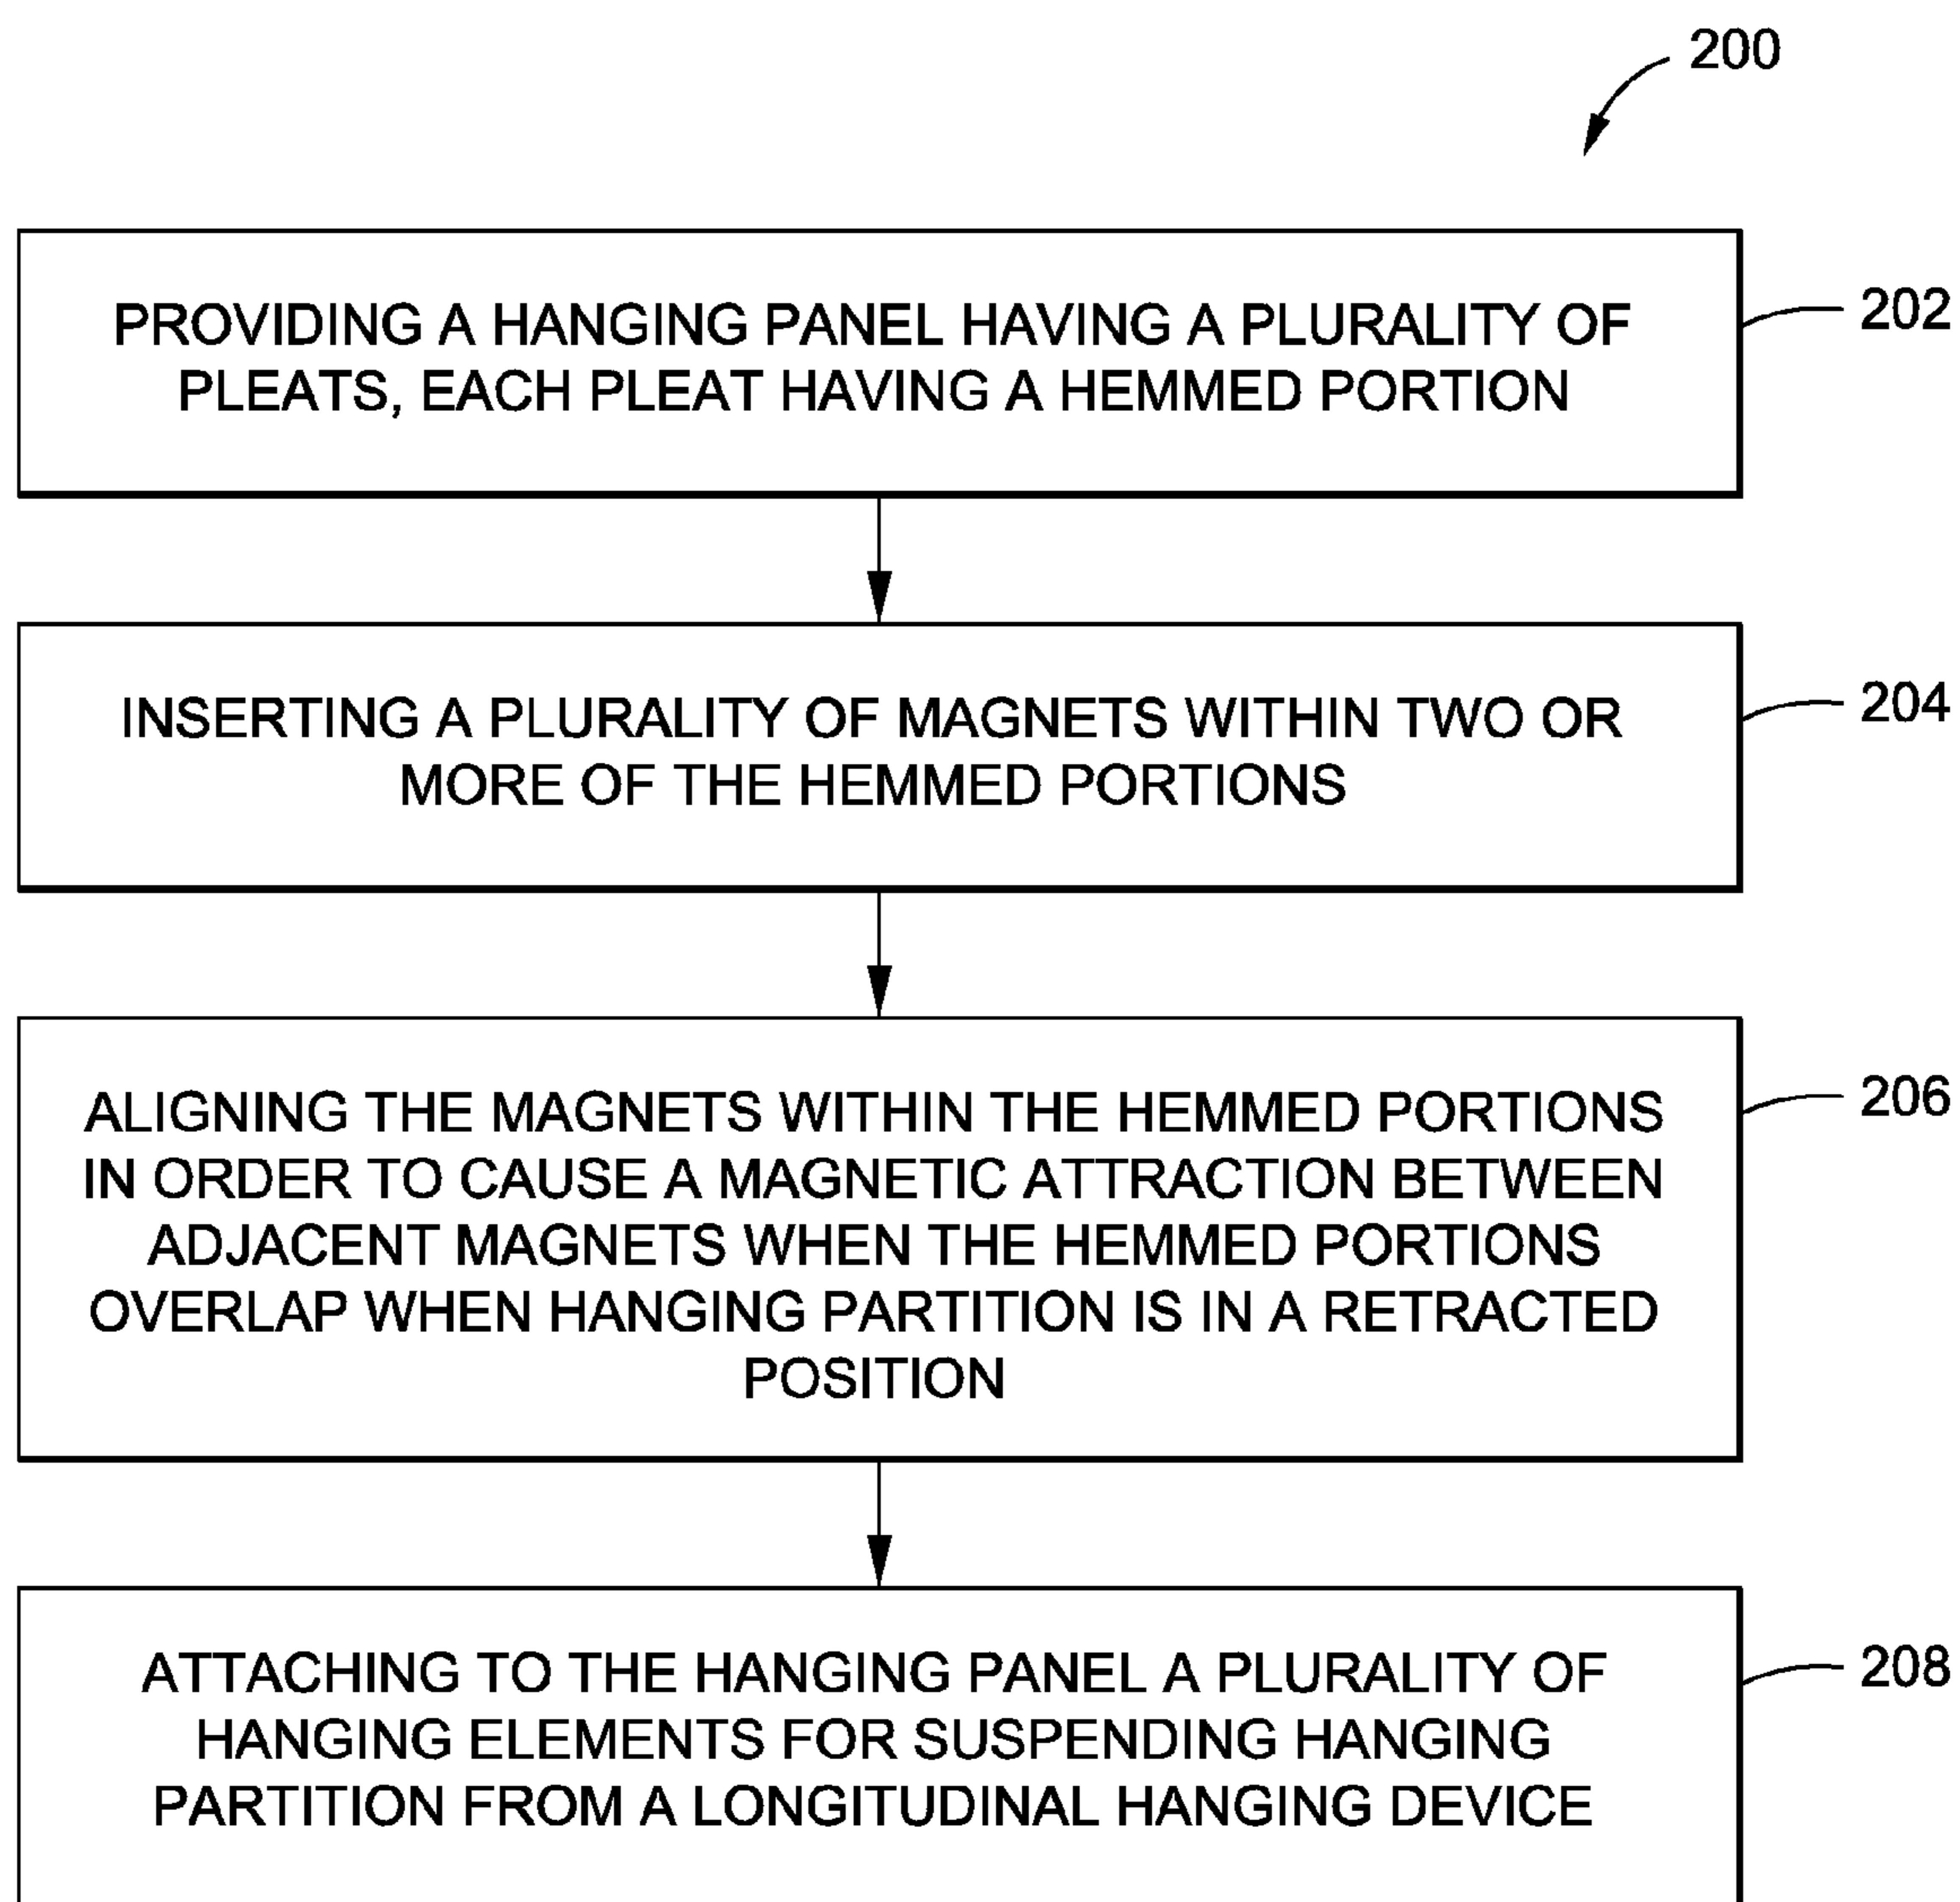 200
PROVIDING A HANGING PANEL HAVING A PLURALITY OF
PLEATS, EACH PLEAT HAVING A HEMMED PORTION
202
INSERTING A PLURALITY OF MAGNETS WITHIN TWO OR
MORE OF THE HEMMED PORTIONS
204
ALIGNING THE MAGNETS WITHIN THE HEMMED PORTIONS
IN ORDER TO CAUSE A MAGNETIC ATTRACTION BETWEEN
ADJACENT MAGNETS WHEN THE HEMMED PORTIONS
OVERLAP WHEN HANGING PARTITION IS IN A RETRACTED
POSITION
206
ATTACHING TO THE HANGING PANEL A PLURALITY OF
HANGING ELEMENTS FOR SUSPENDING HANGING
PARTITION FROM A LONGITUDINAL HANGING DEVICE
208